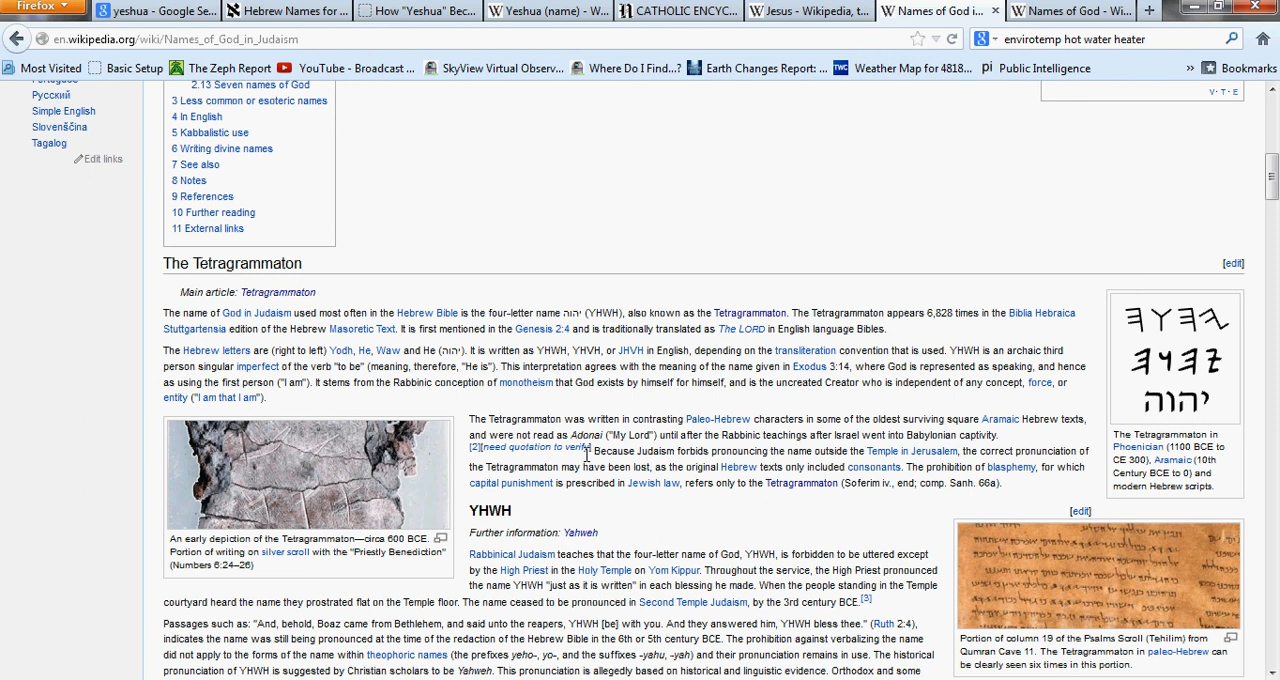 Firefox
yeshua - Google Se...
Hebrew Names for ...
How "Yeshua" Bec...
Yeshua (name) - W...
CATHOLIC ENCYC...
Jesus - Wikipedia, t...
Names of God i...
Names of God - Wi...
en.wikipedia.org/wiki/Names_of_God_in_Judaism
envirotemp hot water heater
Most Visited
Basic Setup
The Zeph Report
YouTube - Broadcast ...
SkyView Virtual Observ...
Where Do I Find...?
Earth Changes Report: ...
Weather Map for 4818...
Public Intelligence
»
Bookmarks
Русский
Simple English
Slovenščina
Tagalog
Edit links
2.13 Seven names of God
3 Less common or esoteric names
4 In English
5 Kabbalistic use
6 Writing divine names
7 See also
8 Notes
9 References
10 Further reading
11 External links
V · T · E
The Tetragrammaton
[edit]
Main article: Tetragrammaton
The name of God in Judaism used most often in the Hebrew Bible is the four-letter name יהוה (YHWH), also known as the Tetragrammaton. The Tetragrammaton appears 6,828 times in the Biblia Hebraica
Stuttgartensia edition of the Hebrew Masoretic Text. It is first mentioned in the Genesis 2:4 and is traditionally translated as The LORD in English language Bibles.
The Hebrew letters are (right to left) Yodh, He, Waw and He (יהוה). It is written as YHWH, YHVH, or JHVH in English, depending on the transliteration convention that is used. YHWH is an archaic third
person singular imperfect of the verb "to be" (meaning, therefore, "He is"). This interpretation agrees with the meaning of the name given in Exodus 3:14, where God is represented as speaking, and hence
as using the first person ("I am"). It stems from the Rabbinic conception of monotheism that God exists by himself for himself, and is the uncreated Creator who is independent of any concept, force, or
entity ("I am that I am").
The Tetragrammaton was written in contrasting Paleo-Hebrew characters in some of the oldest surviving square Aramaic Hebrew texts,
and were not read as Adonai ("My Lord") until after the Rabbinic teachings after Israel went into Babylonian captivity.
[2][need quotation to verify] Because Judaism forbids pronouncing the name outside the Temple in Jerusalem, the correct pronunciation of
the Tetragrammaton may have been lost, as the original Hebrew texts only included consonants. The prohibition of blasphemy, for which
capital punishment is prescribed in Jewish law, refers only to the Tetragrammaton (Soferim iv., end; comp. Sanh. 66a).
יהוה
The Tetragrammaton in
Phoenician (1100 BCE to
CE 300), Aramaic (10th
Century BCE to 0) and
modern Hebrew scripts.
An early depiction of the Tetragrammaton—circa 600 BCE.
Portion of writing on silver scroll with the "Priestly Benediction"
(Numbers 6:24–26)
YHWH
[edit]
Further information: Yahweh
Rabbinical Judaism teaches that the four-letter name of God, YHWH, is forbidden to be uttered except
by the High Priest in the Holy Temple on Yom Kippur. Throughout the service, the High Priest pronounced
the name YHWH "just as it is written" in each blessing he made. When the people standing in the Temple
courtyard heard the name they prostrated flat on the Temple floor. The name ceased to be pronounced in Second Temple Judaism, by the 3rd century BCE.[3]
Passages such as: "And, behold, Boaz came from Bethlehem, and said unto the reapers, YHWH [be] with you. And they answered him, YHWH bless thee." (Ruth 2:4),
indicates the name was still being pronounced at the time of the redaction of the Hebrew Bible in the 6th or 5th century BCE. The prohibition against verbalizing the name
did not apply to the forms of the name within theophoric names (the prefixes yeho-, yo-, and the suffixes -yahu, -yah) and their pronunciation remains in use. The historical
pronunciation of YHWH is suggested by Christian scholars to be Yahweh. This pronunciation is allegedly based on historical and linguistic evidence. Orthodox and some
Portion of column 19 of the Psalms Scroll (Tehilim) from
Qumran Cave 11. The Tetragrammaton in paleo-Hebrew can
be clearly seen six times in this portion.